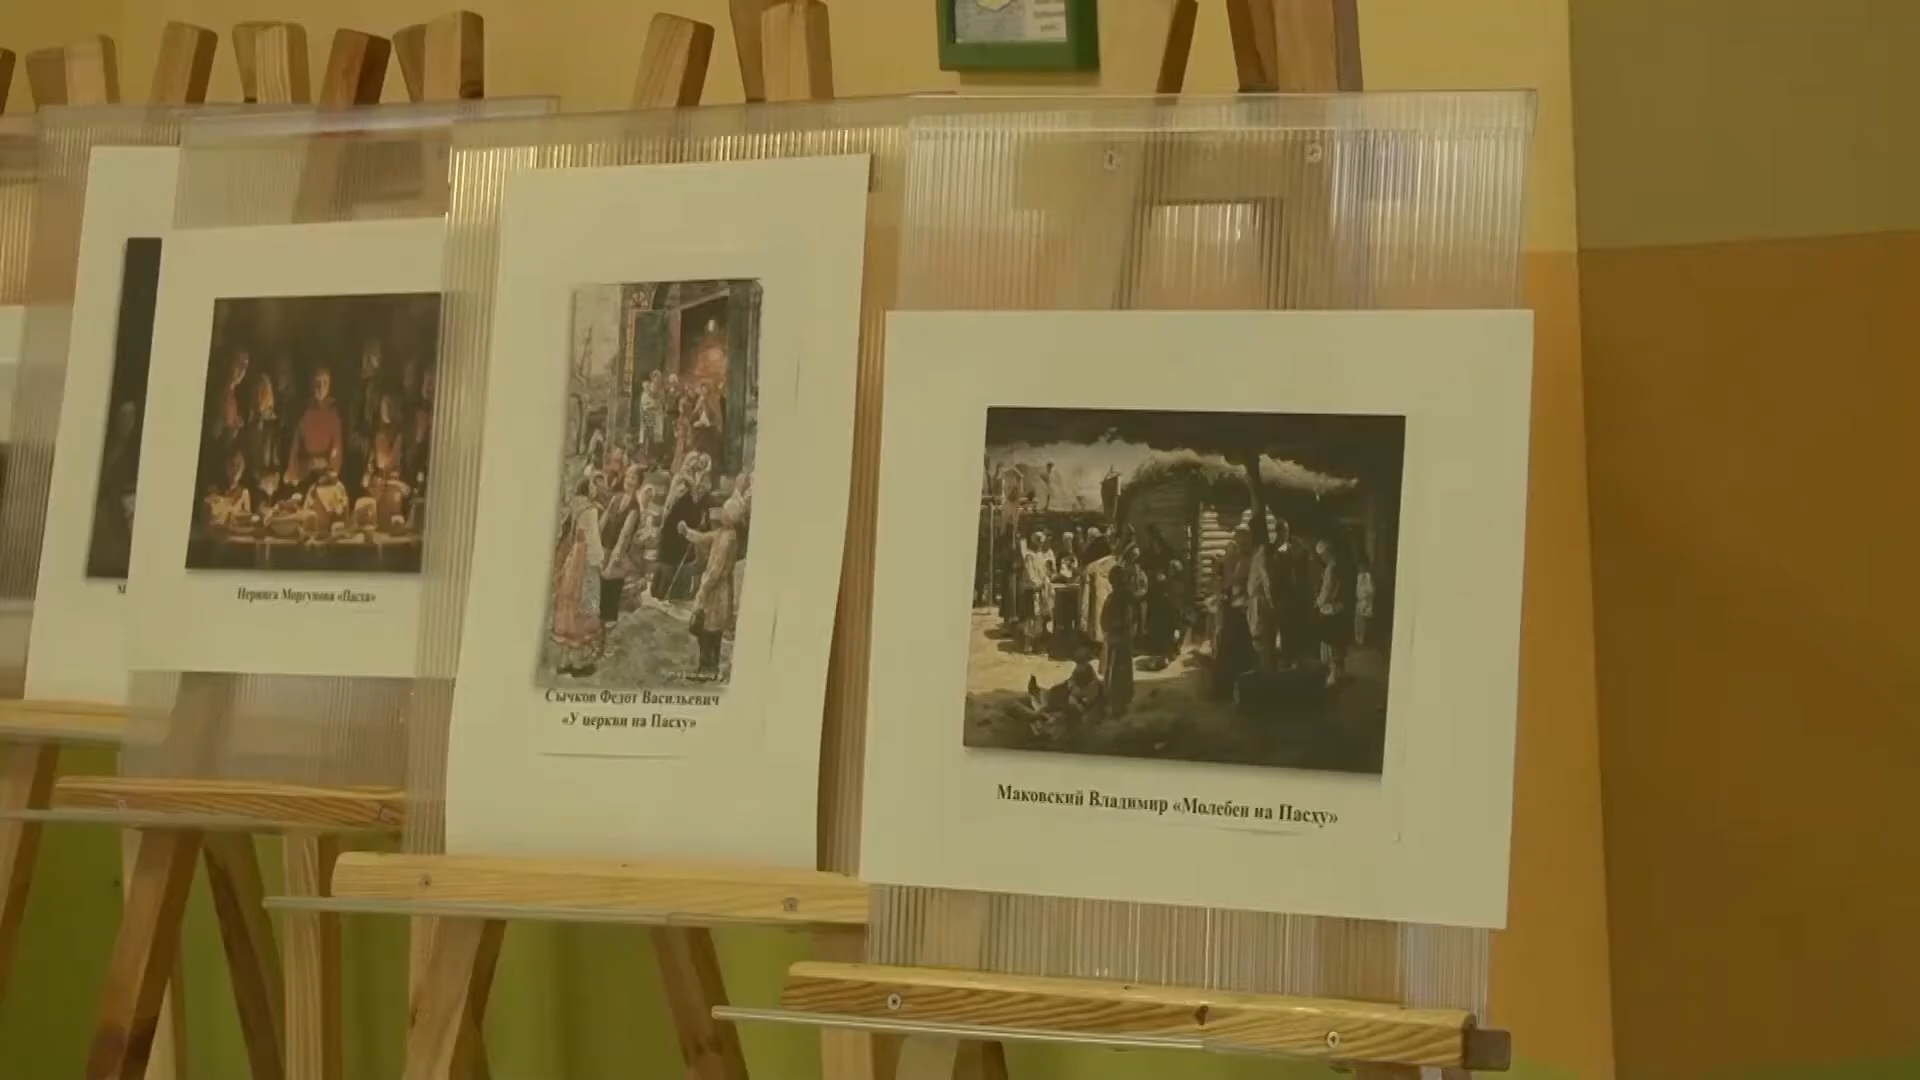 Неринга Моргунова «Пасха»
Сычков Федот Васильевич
«У церкви на Пасху»
Маковский Владимир «Молебен на Пасху»